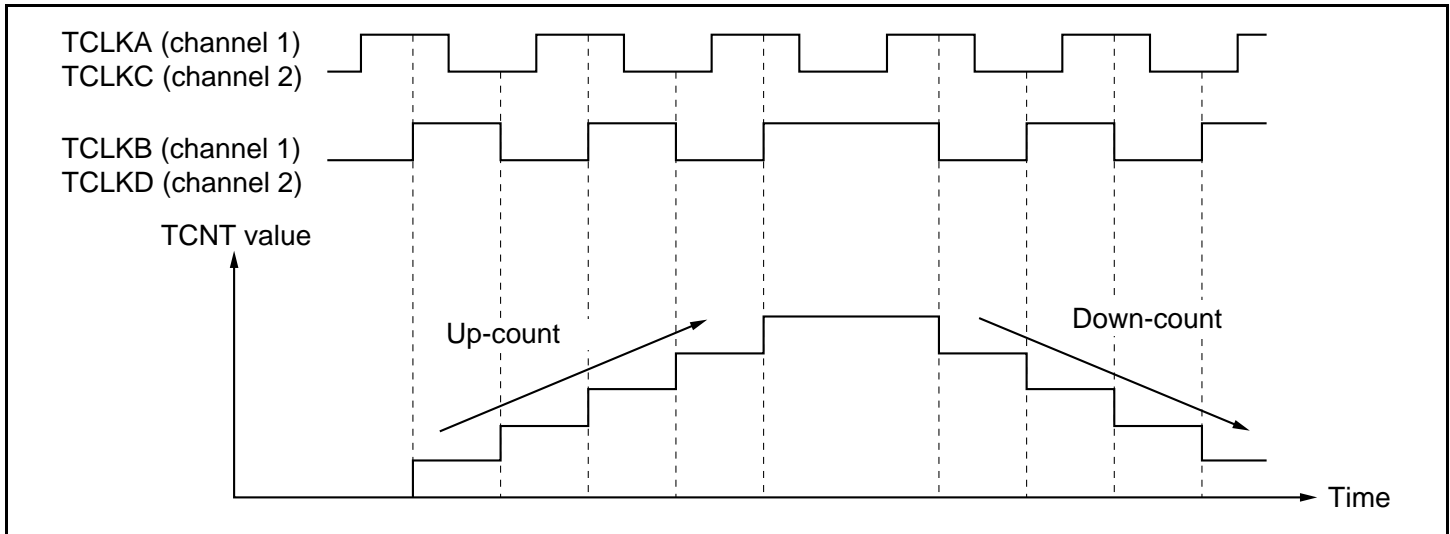 TCLKA (channel 1)
TCLKC (channel 2)
TCLKB (channel 1)
TCLKD (channel 2)
TCNT value
Up-count
Down-count
Time